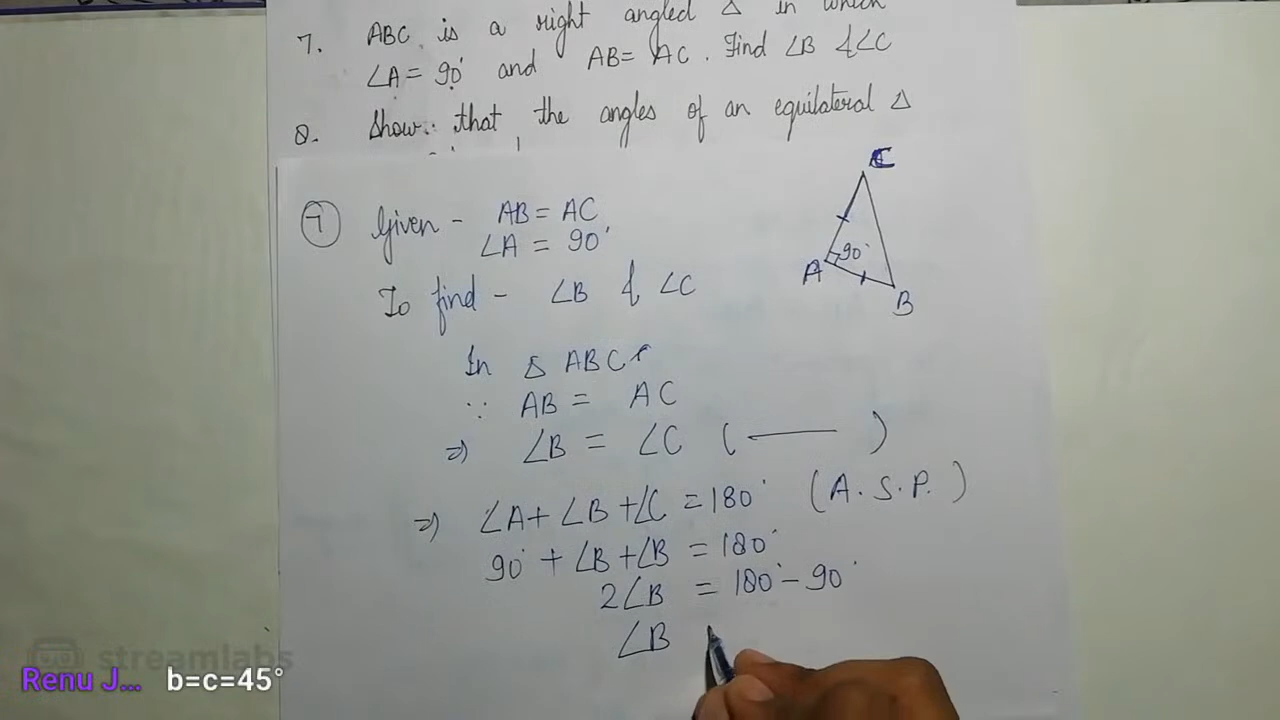 7. ABC is a right angled Δ in which
∠A = 90° and AB = AC. Find ∠B & ∠C
8. Show that the angles of an equilateral Δ
C
A
90°
B
7 Given - AB = AC
∠A = 90°
To find - ∠B & ∠C
In Δ ABC
∵ AB = AC
⇒ ∠B = ∠C ( — )
⇒ ∠A + ∠B + ∠C = 180° (A.S.P.)
90° + ∠B + ∠B = 180°
2∠B = 180° - 90°
∠B
streamlabs
Renu J... b=c=45°